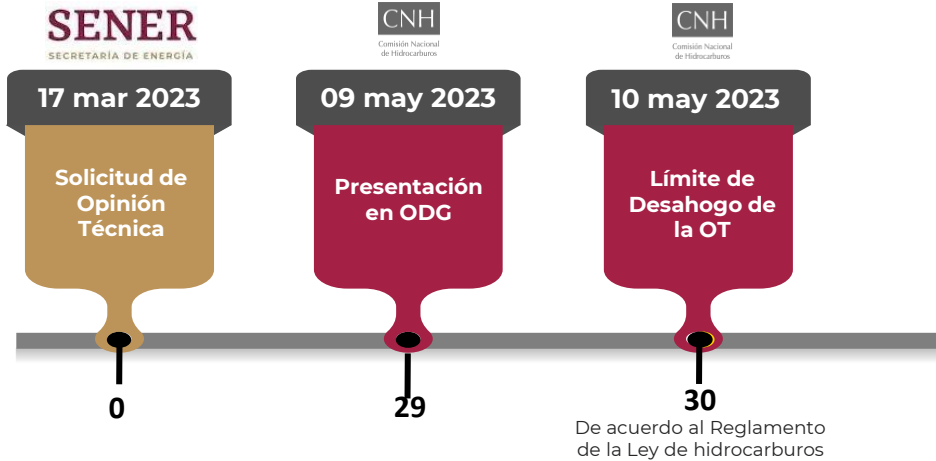 SENER
SECRETARÍA DE ENERGÍA
17 mar 2023
Solicitud de
Opinión
Técnica
0
CNH
Comisión Nacional
de Hidrocarburos
09 may 2023
Presentación
en ODG
29
CNH
Comisión Nacional
de Hidrocarburos
10 may 2023
Límite de
Desahogo de
la OT
30
De acuerdo al Reglamento
de la Ley de hidrocarburos